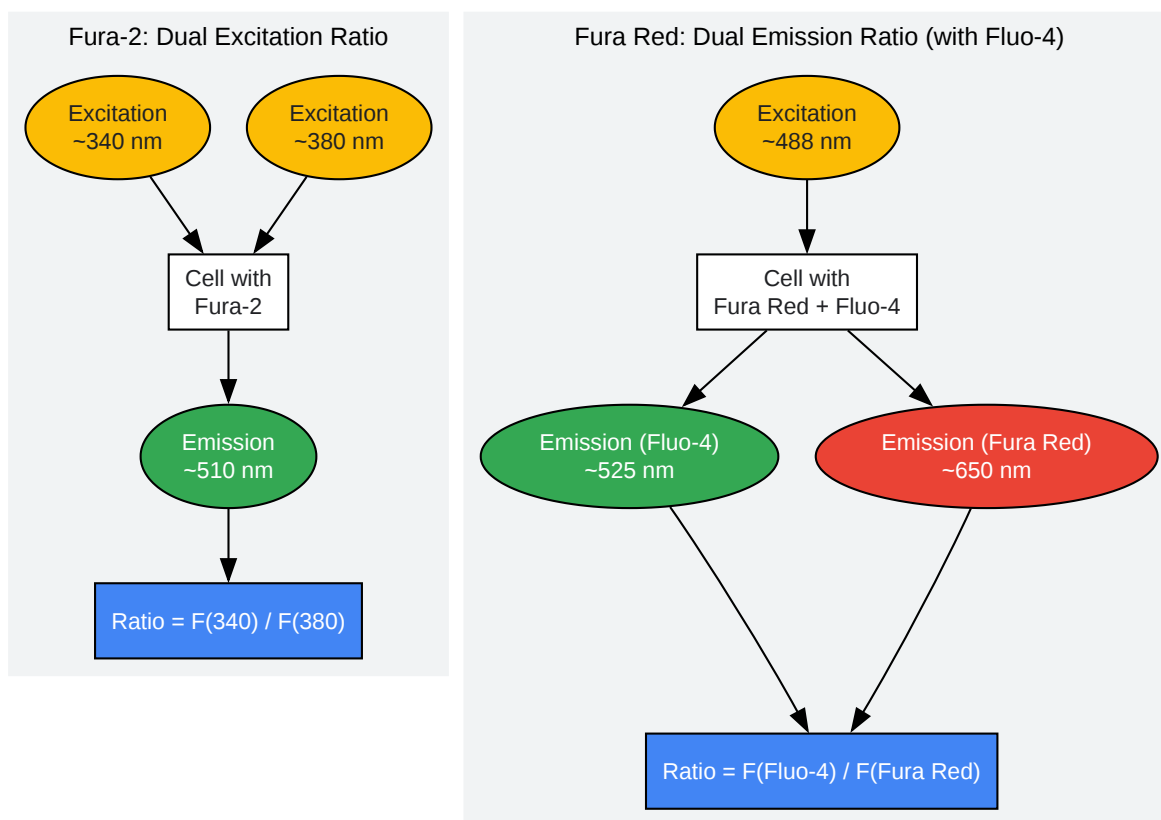 Fura-2: Dual Excitation Ratio
Excitation
~340 nm
Excitation
~380 nm
Cell with
Fura-2
Emission
~510 nm
Ratio = F(340) / F(380)
Fura Red: Dual Emission Ratio (with Fluo-4)
Excitation
~488 nm
Cell with
Fura Red + Fluo-4
Emission (Fluo-4)
~525 nm
Emission (Fura Red)
~650 nm
Ratio = F(Fluo-4) / F(Fura Red)